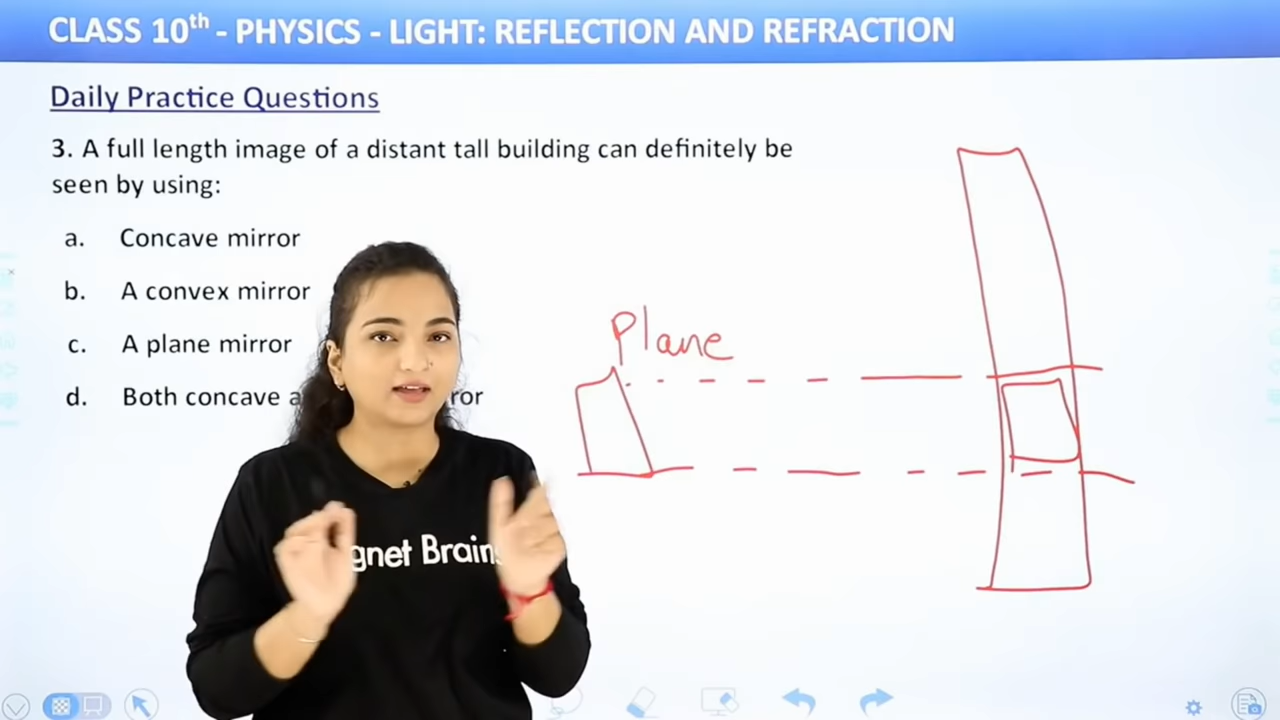 CLASS 10th - PHYSICS - LIGHT: REFLECTION AND REFRACTION
Daily Practice Questions
3. A full length image of a distant tall building can definitely be
seen by using:
a. Concave mirror
b. A convex mirror
c. A plane mirror
d. Both concave a ror
Plane
gnet Brains